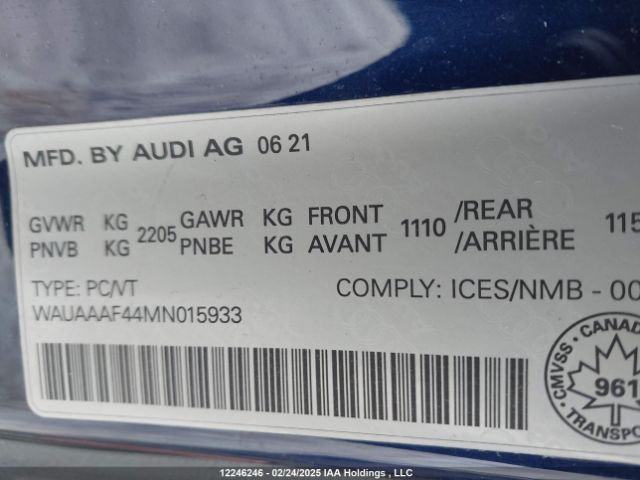 MFD. BY AUDI AG 06 21
GVWR KG 2205 GAWR KG FRONT 1110 /REAR 115
PNVB KG PNBE KG AVANT /ARRIÈRE
TYPE: PC/VT COMPLY: ICES/NMB - 00
WAUAAAF44MN015933
CANAD
CMVSS
961
TRANSPO
12246246 - 02/24/2025 IAA Holdings , LLC